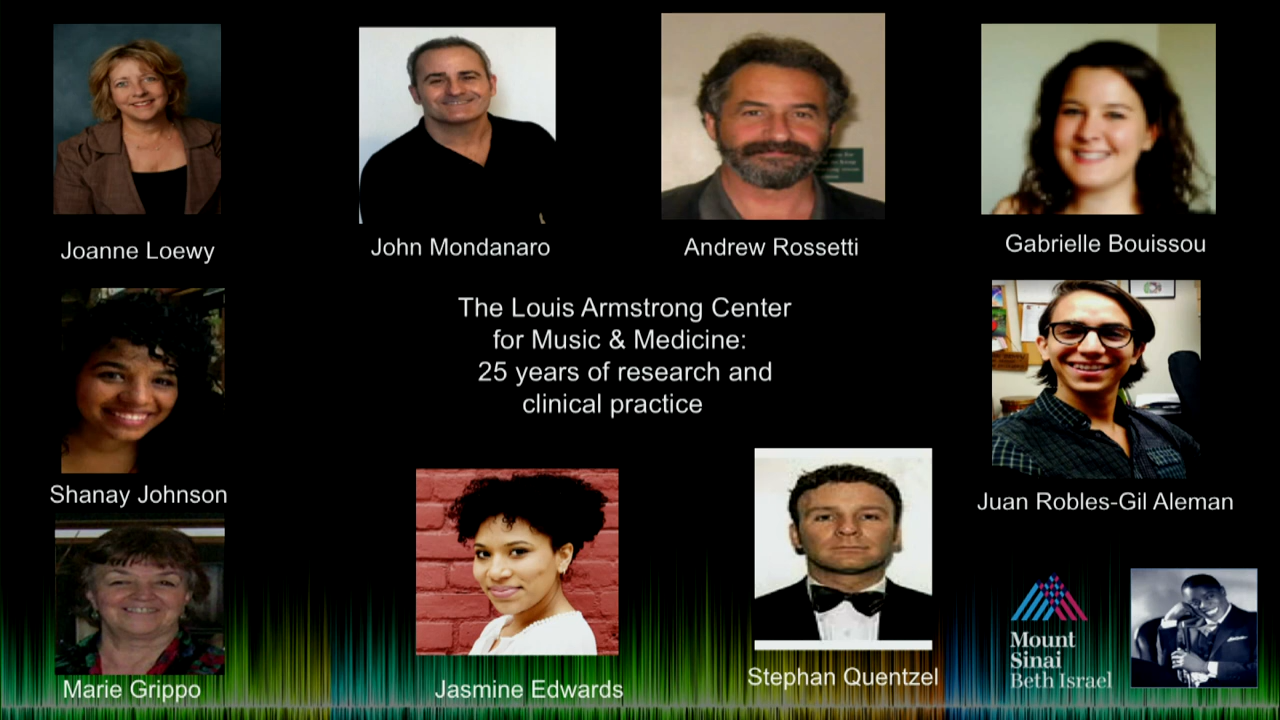 Joanne Loewy
John Mondanaro
Andrew Rossetti
Gabrielle Bouissou
The Louis Armstrong Center
for Music & Medicine:
25 years of research and
clinical practice
Shanay Johnson
Juan Robles-Gil Aleman
Marie Grippo
Jasmine Edwards
Stephan Quentzel
Mount
Sinai
Beth Israel